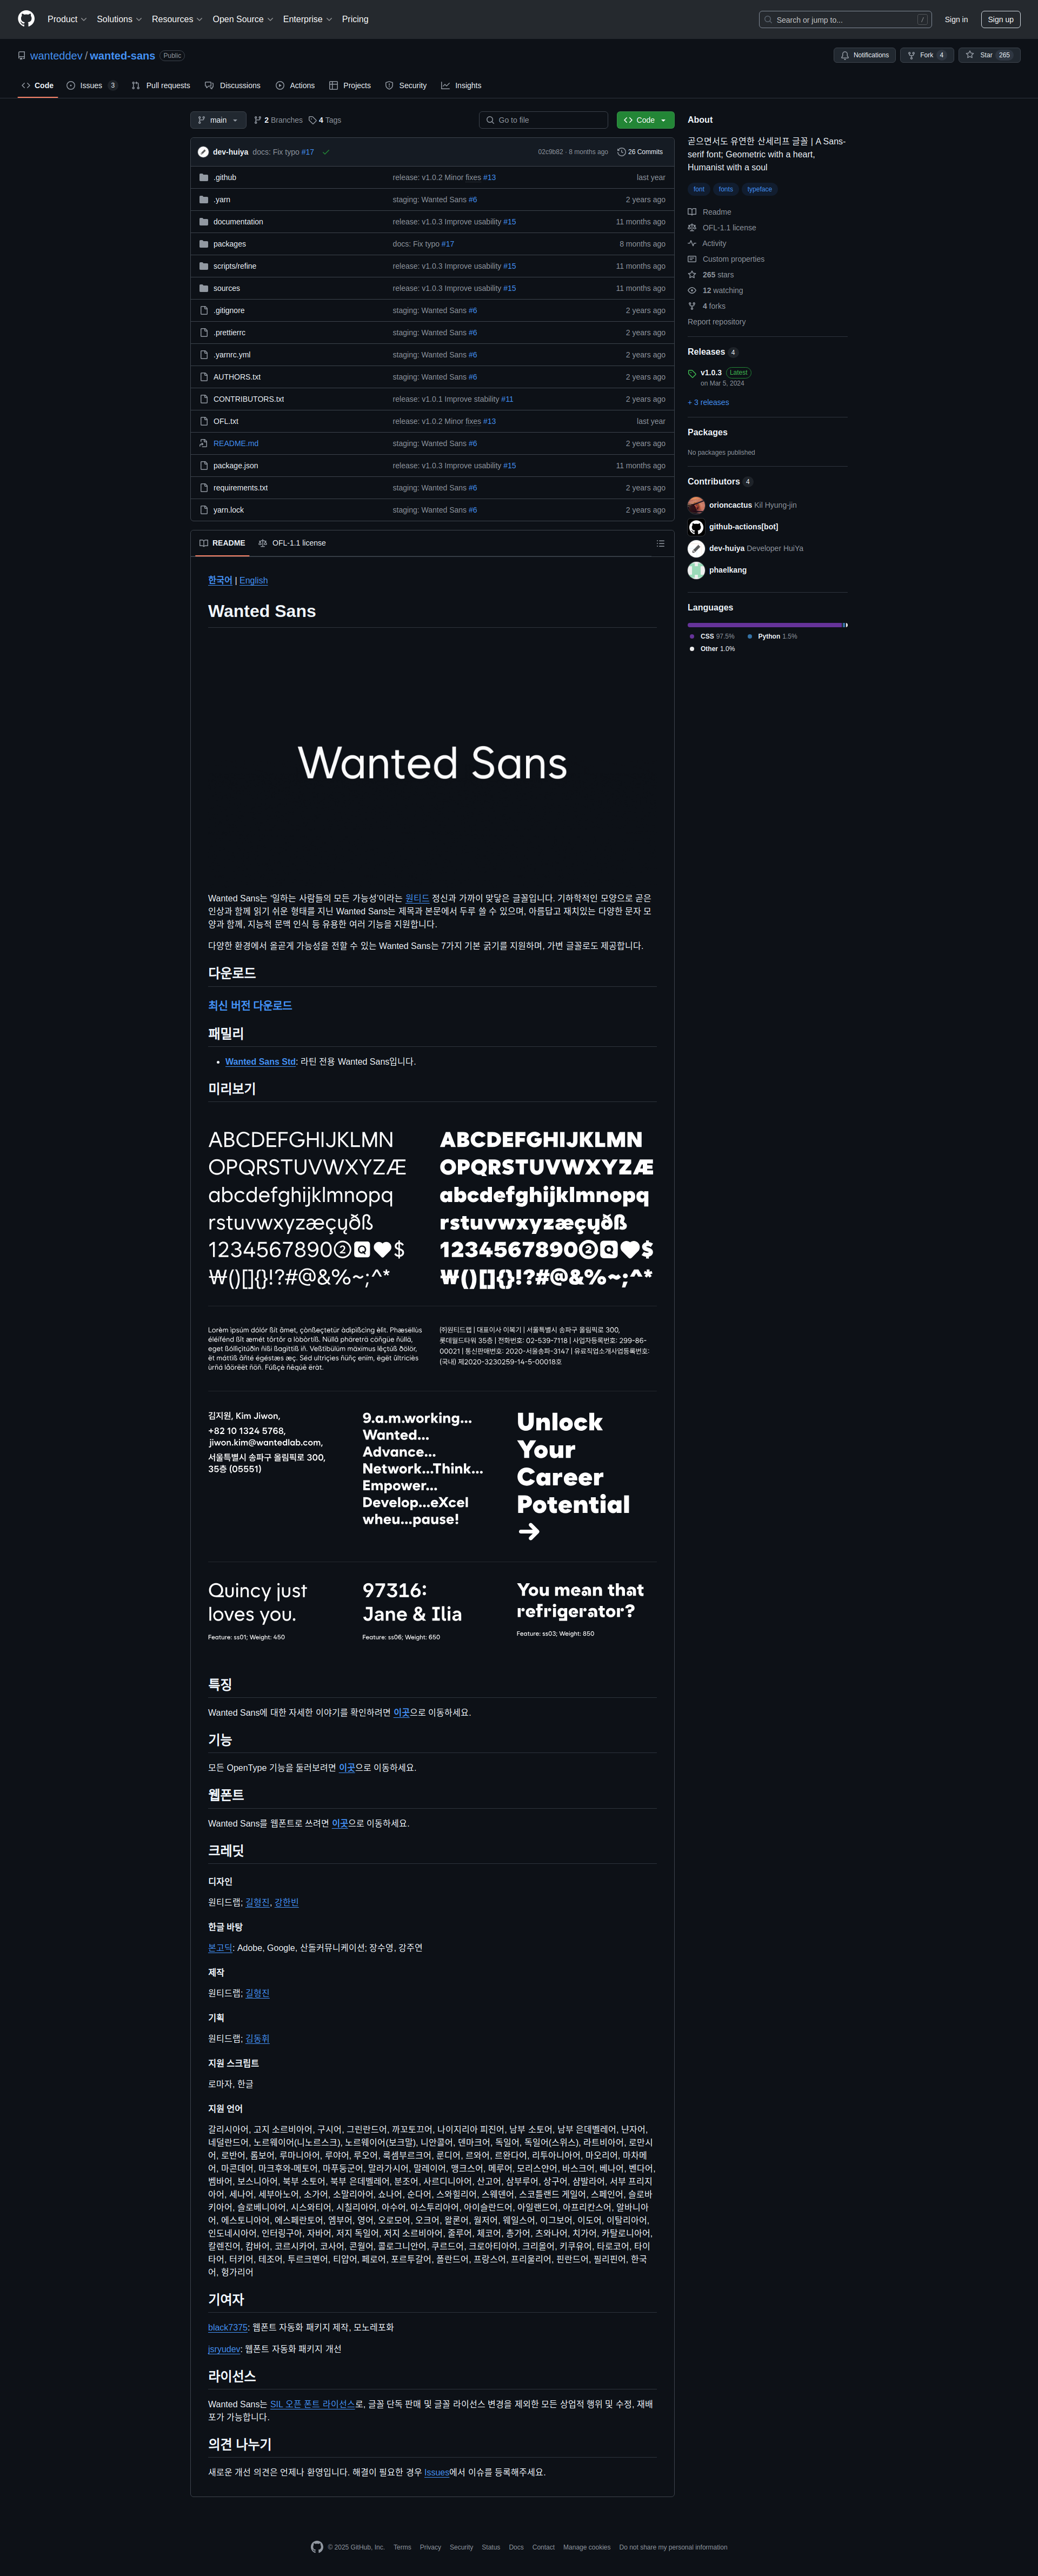 Product
Solutions
Resources
Open Source
Enterprise
Pricing
Search or jump to...
/
Sign in
Sign up
wanteddev / wanted-sans Public
Notifications
Fork 4
Star 265
Code
Issues 3
Pull requests
Discussions
Actions
Projects
Security
Insights
main
2 Branches
4 Tags
Go to file
Code
dev-huiya docs: Fix typo #17
02c9b82 · 8 months ago
26 Commits
.github release: v1.0.2 Minor fixes #13 last year
.yarn staging: Wanted Sans #6 2 years ago
documentation release: v1.0.3 Improve usability #15 11 months ago
packages docs: Fix typo #17 8 months ago
scripts/refine release: v1.0.3 Improve usability #15 11 months ago
sources release: v1.0.3 Improve usability #15 11 months ago
.gitignore staging: Wanted Sans #6 2 years ago
.prettierrc staging: Wanted Sans #6 2 years ago
.yarnrc.yml staging: Wanted Sans #6 2 years ago
AUTHORS.txt staging: Wanted Sans #6 2 years ago
CONTRIBUTORS.txt release: v1.0.1 Improve stability #11 2 years ago
OFL.txt release: v1.0.2 Minor fixes #13 last year
README.md staging: Wanted Sans #6 2 years ago
package.json release: v1.0.3 Improve usability #15 11 months ago
requirements.txt staging: Wanted Sans #6 2 years ago
yarn.lock staging: Wanted Sans #6 2 years ago
About
곧으면서도 유연한 산세리프 글꼴 | A Sans-
serif font; Geometric with a heart,
Humanist with a soul
font fonts typeface
Readme
OFL-1.1 license
Activity
Custom properties
265 stars
12 watching
4 forks
Report repository
Releases 4
v1.0.3 Latest
on Mar 5, 2024
+ 3 releases
Packages
No packages published
Contributors 4
orioncactus Kil Hyung-jin
github-actions[bot]
dev-huiya Developer HuiYa
phaelkang
Languages
CSS 97.5%
Python 1.5%
Other 1.0%
README
OFL-1.1 license
한국어 | English
Wanted Sans
Wanted Sans
Wanted Sans는 '일하는 사람들의 모든 가능성'이라는 원티드 정신과 가까이 맞닿은 글꼴입니다. 기하학적인 모양으로 곧은
인상과 함께 읽기 쉬운 형태를 지닌 Wanted Sans는 제목과 본문에서 두루 쓸 수 있으며, 아름답고 재치있는 다양한 문자 모
양과 함께, 지능적 문맥 인식 등 유용한 여러 기능을 지원합니다.
다양한 환경에서 올곧게 가능성을 전할 수 있는 Wanted Sans는 7가지 기본 굵기를 지원하며, 가변 글꼴로도 제공합니다.
다운로드
최신 버전 다운로드
패밀리
Wanted Sans Std: 라틴 전용 Wanted Sans입니다.
미리보기
ABCDEFGHIJKLMN
OPQRSTUVWXYZÆ
abcdefghijklmnopq
rstuvwxyzæçųðß
1234567890②🆀♥$
₩()[]{}!?#@&%~;^*
ABCDEFGHIJKLMN
OPQRSTUVWXYZÆ
abcdefghijklmnopq
rstuvwxyzæçųðß
1234567890②🆀♥$
₩()[]{}!?#@&%~;^*
㈜원티드랩 | 대표이사 이복기 | 서울특별시 송파구 올림픽로 300,
롯데월드타워 35층 | 전화번호: 02-539-7118 | 사업자등록번호: 299-86-
00021 | 통신판매번호: 2020-서울송파-3147 | 유료직업소개사업등록번호:
(국내) 제2020-3230259-14-5-00018호
김지원, Kim Jiwon,
+82 10 1324 5768,
jiwon.kim@wantedlab.com,
서울특별시 송파구 올림픽로 300,
35층 (05551)
9.a.m.working...
Wanted...
Advance...
Network...Think...
Empower...
Develop...eXcel
wheu...pause!
Unlock
Your
Career
Potential
→
Quincy just
loves you.
Feature: ss01; Weight: 450
97316:
Jane & Ilia
Feature: ss06; Weight: 650
You mean that
refrigerator?
Feature: ss03; Weight: 850
특징
Wanted Sans에 대한 자세한 이야기를 확인하려면 이곳으로 이동하세요.
기능
모든 OpenType 기능을 둘러보려면 이곳으로 이동하세요.
웹폰트
Wanted Sans를 웹폰트로 쓰려면 이곳으로 이동하세요.
크레딧
디자인
원티드랩; 길형진, 강한빈
한글 바탕
본고딕: Adobe, Google, 산돌커뮤니케이션; 장수영, 강주연
제작
원티드랩; 길형진
기획
원티드랩; 김동휘
지원 스크립트
로마자, 한글
지원 언어
갈리시아어, 고지 소르비아어, 구시어, 그린란드어, 까꼬토끄어, 나이지리아 피진어, 남부 소토어, 남부 은데벨레어, 냔자어,
네덜란드어, 노르웨이어(니노르스크), 노르웨이어(보크말), 니안콜어, 덴마크어, 독일어, 독일어(스위스), 라트비아어, 로만시
어, 로반어, 롬보어, 루마니아어, 루야어, 루오어, 룩셈부르크어, 룬디어, 르와어, 르완다어, 리투아니아어, 마오리어, 마차메
어, 마콘데어, 마크후와-메토어, 마푸둥군어, 말라가시어, 말레이어, 맹크스어, 메루어, 모리스얀어, 바스크어, 베나어, 벤다어,
벰바어, 보스니아어, 북부 소토어, 북부 은데벨레어, 분조어, 사르디니아어, 산고어, 삼부루어, 상구어, 샴발라어, 서부 프리지
아어, 세나어, 세부아노어, 소가어, 소말리아어, 쇼나어, 순다어, 스와힐리어, 스웨덴어, 스코틀랜드 게일어, 스페인어, 슬로바
키아어, 슬로베니아어, 시스와티어, 시칠리아어, 아수어, 아스투리아어, 아이슬란드어, 아일랜드어, 아프리칸스어, 알바니아
어, 에스토니아어, 에스페란토어, 엠부어, 영어, 오로모어, 오크어, 왈론어, 월저어, 웨일스어, 이그보어, 이도어, 이탈리아어,
인도네시아어, 인터링구아, 자바어, 저지 독일어, 저지 소르비아어, 줄루어, 체코어, 총가어, 츠와나어, 치가어, 카탈로니아어,
칼렌진어, 캄바어, 코르시카어, 코사어, 콘월어, 콜로그니안어, 쿠르드어, 크로아티아어, 크리올어, 키쿠유어, 타로코어, 타이
타어, 터키어, 테조어, 투르크멘어, 티얍어, 페로어, 포르투갈어, 폴란드어, 프랑스어, 프리울리어, 핀란드어, 필리핀어, 한국
어, 헝가리어
기여자
black7375: 웹폰트 자동화 패키지 제작, 모노레포화
jsryudev: 웹폰트 자동화 패키지 개선
라이선스
Wanted Sans는 SIL 오픈 폰트 라이선스로, 글꼴 단독 판매 및 글꼴 라이선스 변경을 제외한 모든 상업적 행위 및 수정, 재배
포가 가능합니다.
의견 나누기
새로운 개선 의견은 언제나 환영입니다. 해결이 필요한 경우 Issues에서 이슈를 등록해주세요.
© 2025 GitHub, Inc.
Terms
Privacy
Security
Status
Docs
Contact
Manage cookies
Do not share my personal information